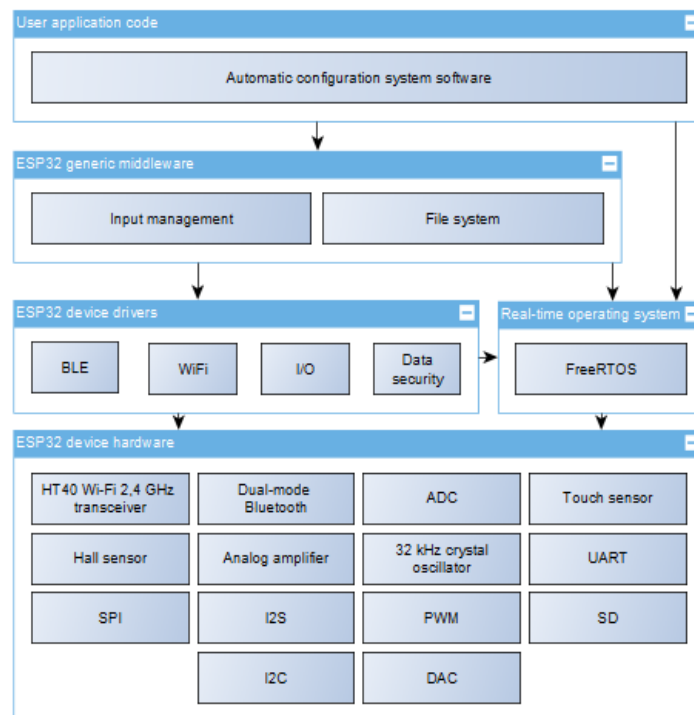 User application code
Automatic configuration system software
ESP32 generic middleware
Input management
File system
ESP32 device drivers
BLE
WiFi
I/O
Data
security
Real-time operating system
FreeRTOS
ESP32 device hardware
HT40 Wi-Fi 2,4 GHz
transceiver
Dual-mode
Bluetooth
ADC
Touch sensor
Hall sensor
Analog amplifier
32 kHz crystal
oscillator
UART
SPI
I2S
PWM
SD
I2C
DAC